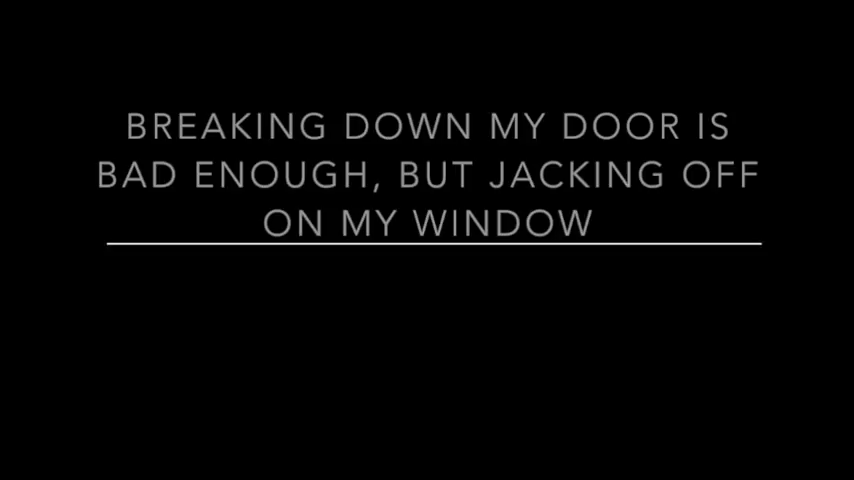 BREAKING DOWN MY DOOR IS
BAD ENOUGH, BUT JACKING OFF
ON MY WINDOW